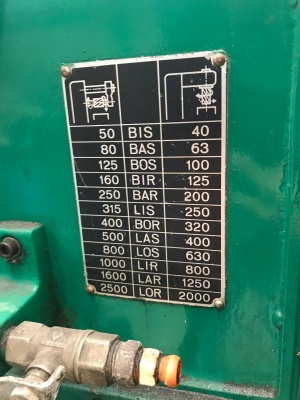 50 BIS 40
80 BAS 63
125 BOS 100
160 BIR 125
250 BAR 200
315 LIS 250
400 BOR 320
500 LAS 400
800 LOS 630
1000 LIR 800
1600 LAR 1250
2500 LOR 2000